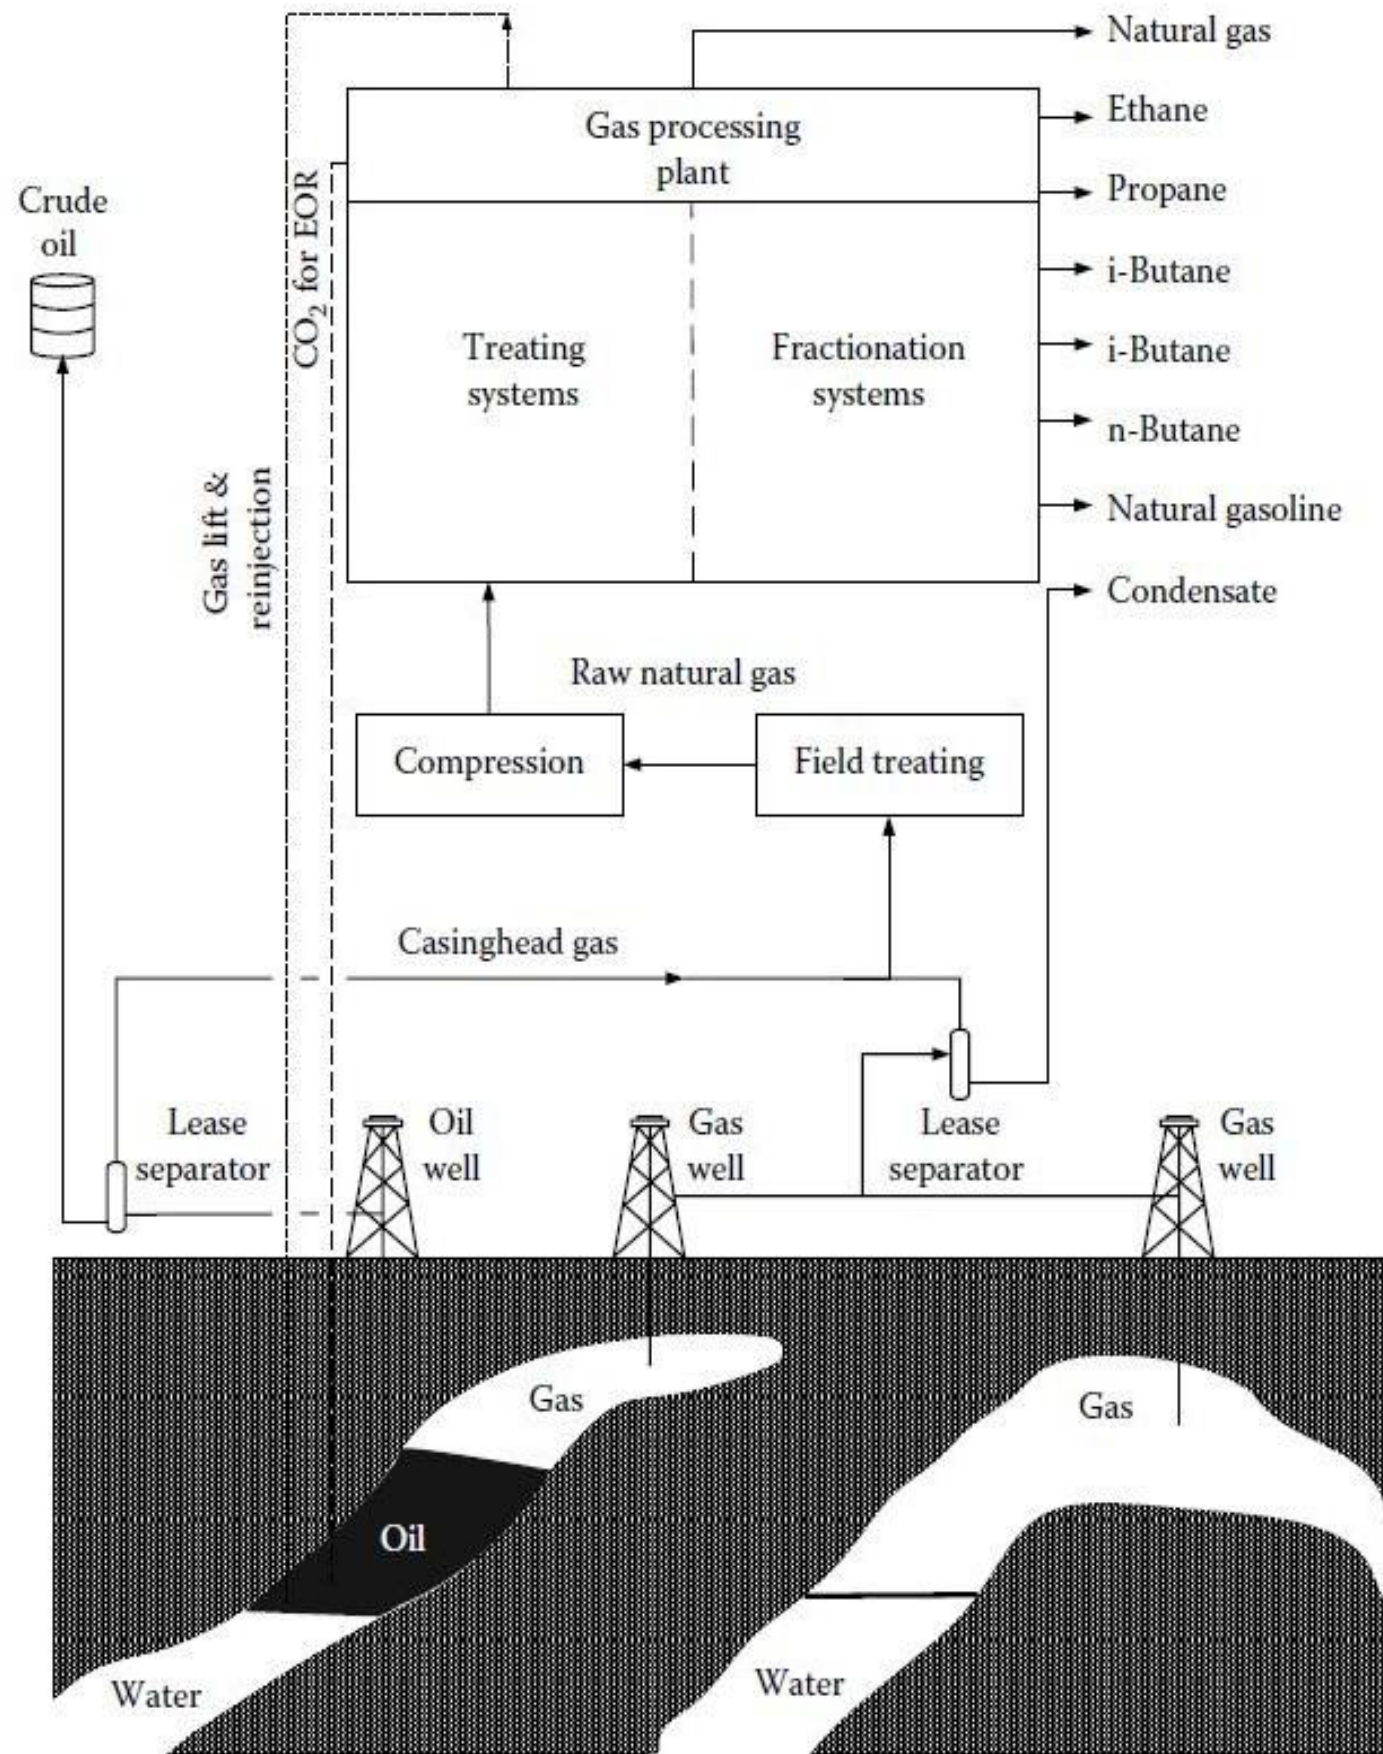 Natural gas
Ethane
Gas processing
plant
Propane
Crude
oil
CO₂ for EOR
i-Butane
Treating
systems
Fractionation
systems
i-Butane
n-Butane
Gas lift &
reinjection
Natural gasoline
Condensate
Raw natural gas
Compression
Field treating
Casinghead gas
Lease
separator
Oil
well
Gas
well
Lease
separator
Gas
well
Gas
Gas
Oil
Water
Water